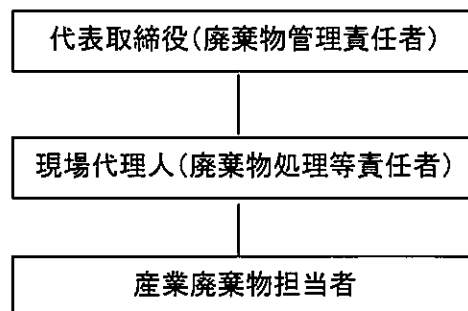 代表取締役(廃棄物管理責任者)
現場代理人(廃棄物処理等責任者)
産業廃棄物担当者